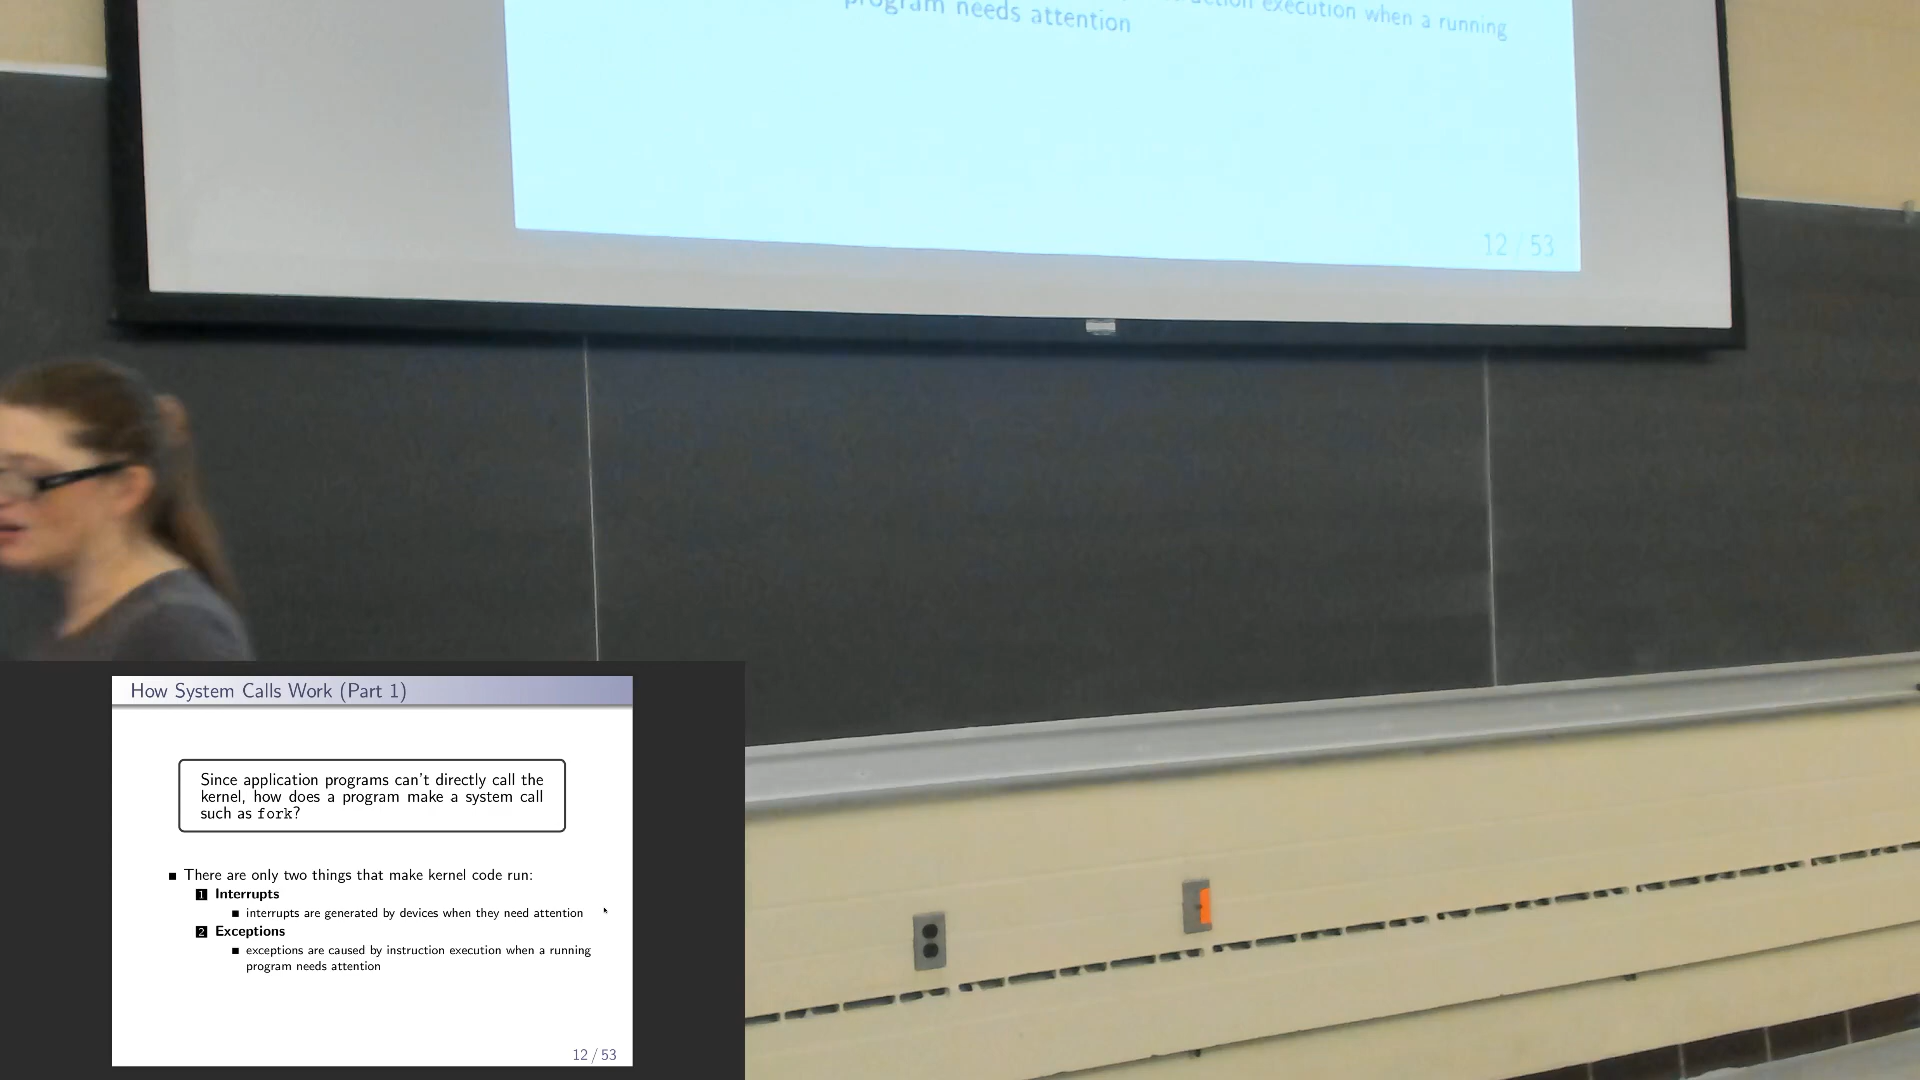 ction execution when a running
program needs attention
12 / 53
How System Calls Work (Part 1)
Since application programs can't directly call the
kernel, how does a program make a system call
such as fork?
There are only two things that make kernel code run:
1 Interrupts
interrupts are generated by devices when they need attention
2 Exceptions
exceptions are caused by instruction execution when a running
program needs attention
12 / 53